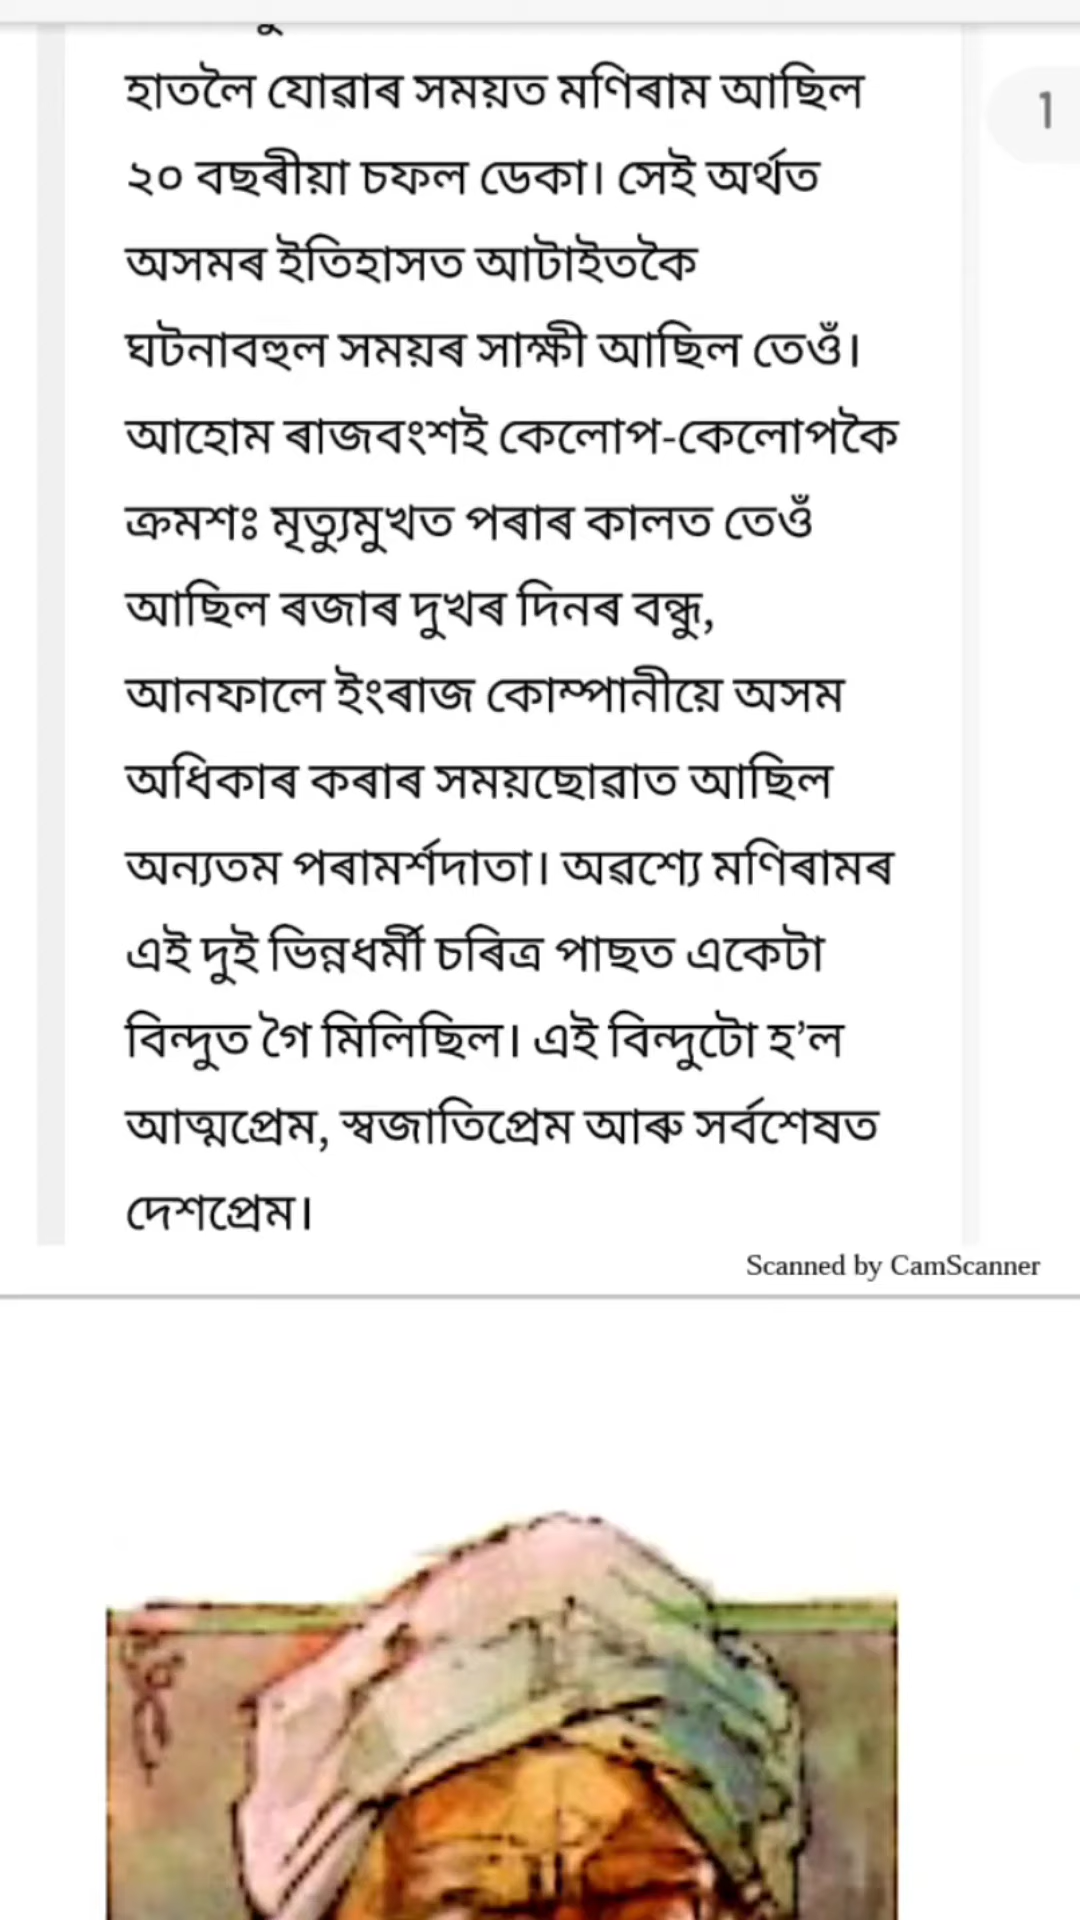 হাতলৈ যোৱাৰ সময়ত মণিৰাম আছিল
1
২০ বছৰীয়া চফল ডেকা। সেই অৰ্থত
অসমৰ ইতিহাসত আটাইতকৈ
ঘটনাবহুল সময়ৰ সাক্ষী আছিল তেওঁ।
আহোম ৰাজবংশই কেলোপ-কেলোপকৈ
ক্ৰমশঃ মৃত্যুমুখত পৰাৰ কালত তেওঁ
আছিল ৰজাৰ দুখৰ দিনৰ বন্ধু,
আনফালে ইংৰাজ কোম্পানীয়ে অসম
অধিকাৰ কৰাৰ সময়ছোৱাত আছিল
অন্যতম পৰামৰ্শদাতা। অৱশ্যে মণিৰামৰ
এই দুই ভিন্নধৰ্মী চৰিত্ৰ পাছত একেটা
বিন্দুত গৈ মিলিছিল। এই বিন্দুটো হ’ল
আত্মপ্ৰেম, স্বজাতিপ্ৰেম আৰু সৰ্বশেষত
দেশপ্ৰেম।
Scanned by CamScanner